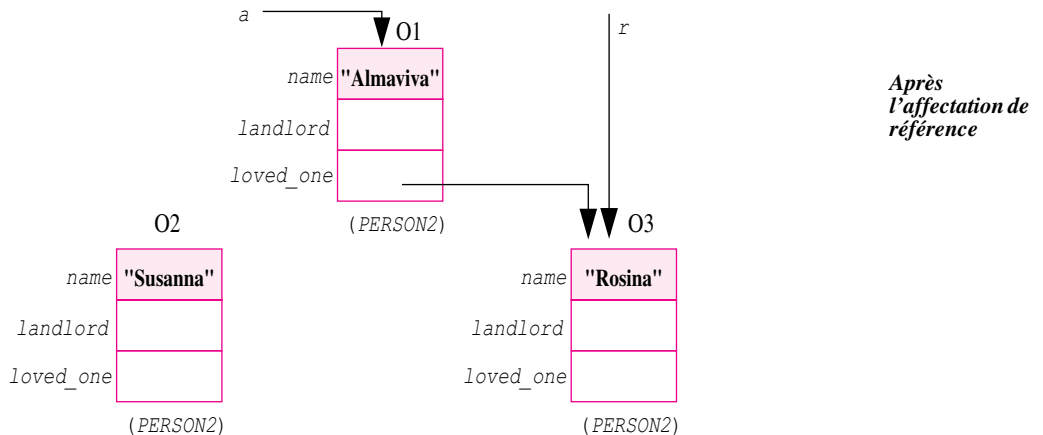 a
O1
r
name "Almaviva"
landlord
loved_one
(PERSON2)
Après
l'affectation de
référence
O2
name "Susanna"
landlord
loved_one
(PERSON2)
O3
name "Rosina"
landlord
loved_one
(PERSON2)